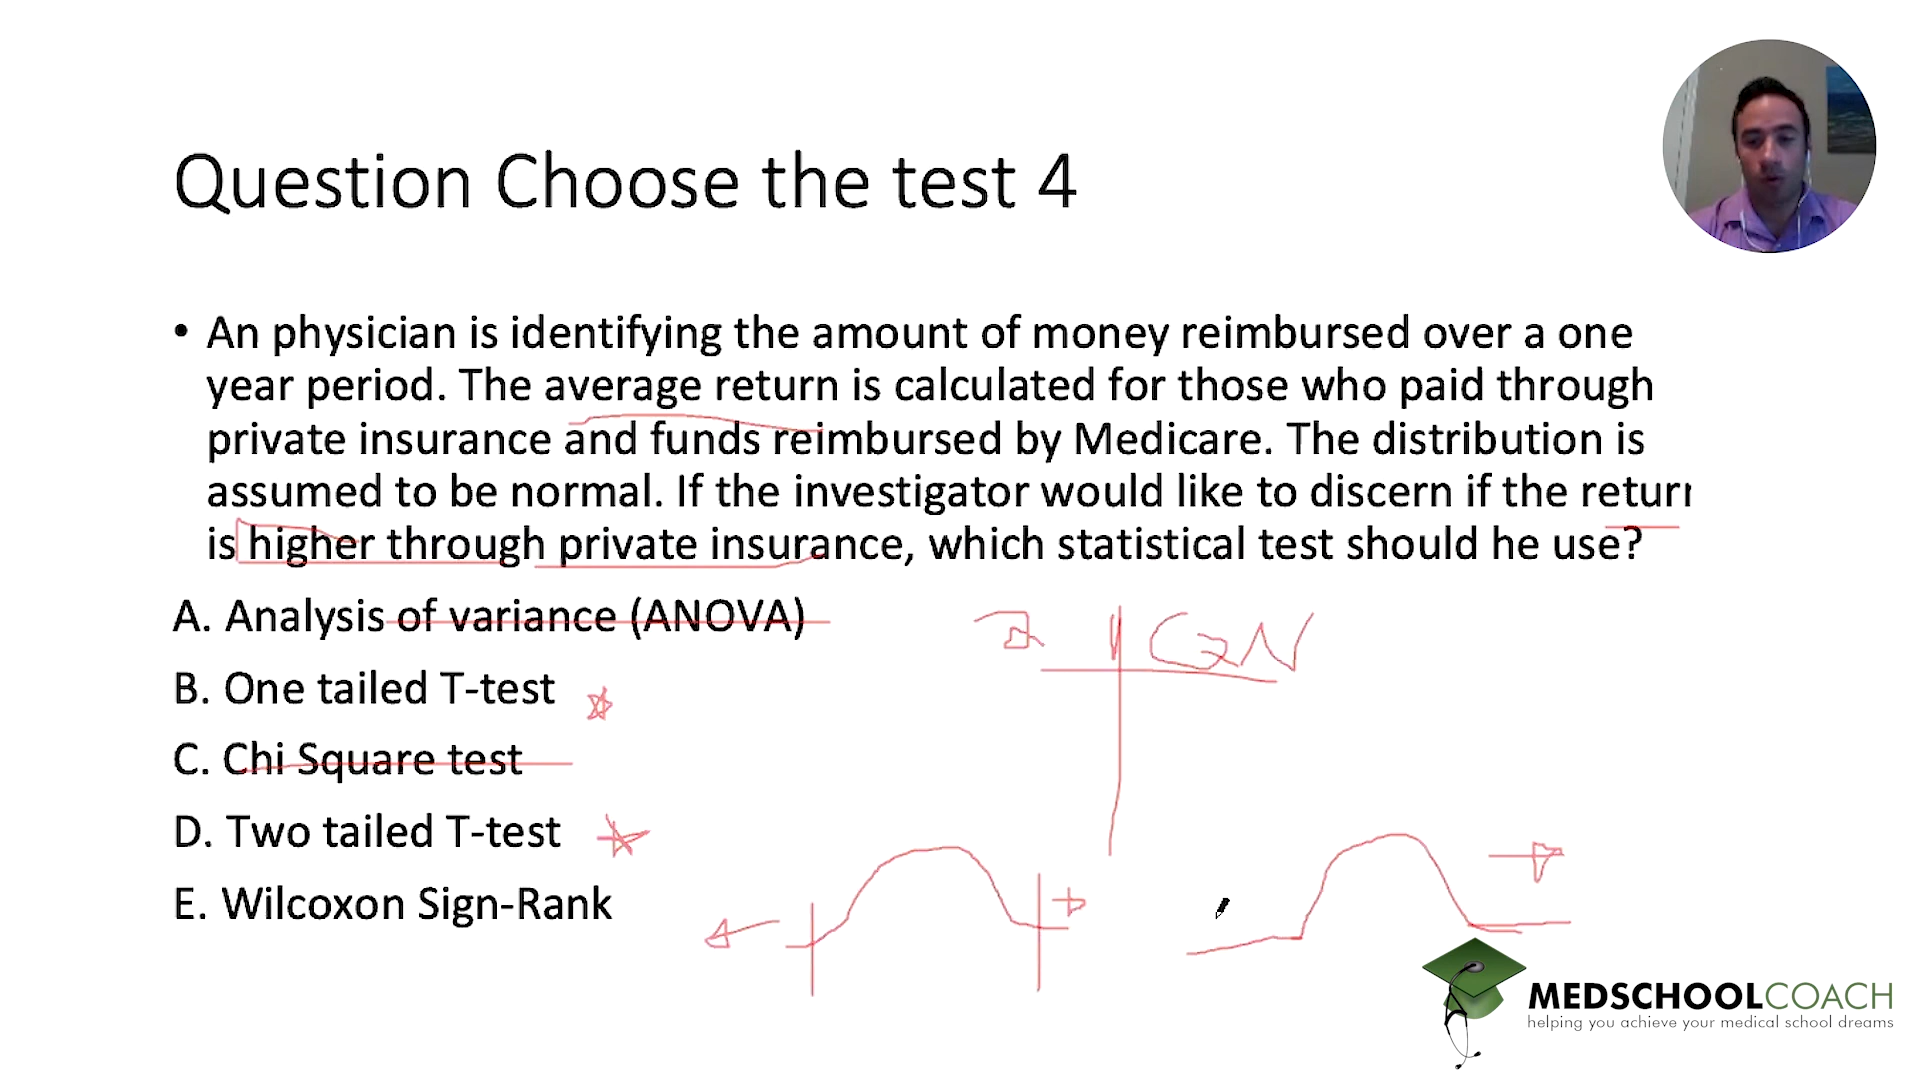 Question Choose the test 4
• An physician is identifying the amount of money reimbursed over a one
year period. The average return is calculated for those who paid through
private insurance and funds reimbursed by Medicare. The distribution is
assumed to be normal. If the investigator would like to discern if the return
is higher through private insurance, which statistical test should he use?
A. Analysis of variance (ANOVA)
B. One tailed T-test
C. Chi Square test
D. Two tailed T-test
E. Wilcoxon Sign-Rank
MEDSCHOOLCOACH
helping you achieve your medical school dreams